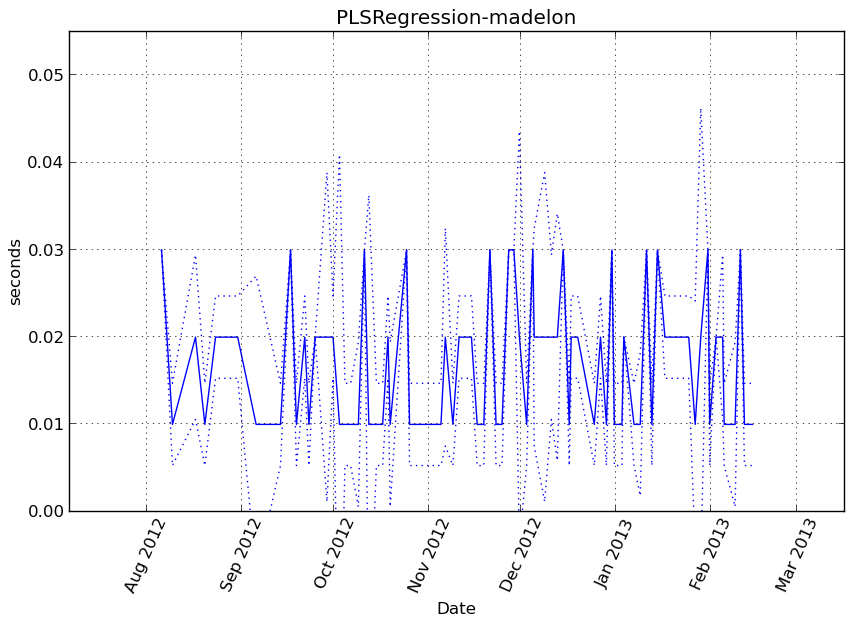 PLSRegression-madelon
0.05
0.04
0.03
0.02
0.01
0.00
seconds
Aug 2012
Sep 2012
Oct 2012
Nov 2012
Dec 2012
Jan 2013
Feb 2013
Mar 2013
Date